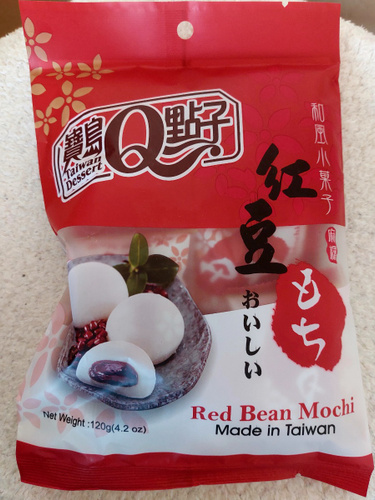 寶島
Q點子
Taiwan
Dessert
和風小菓子
紅豆
もち
おいしい
Net Weight :120g(4.2 oz)
Red Bean Mochi
Made in Taiwan